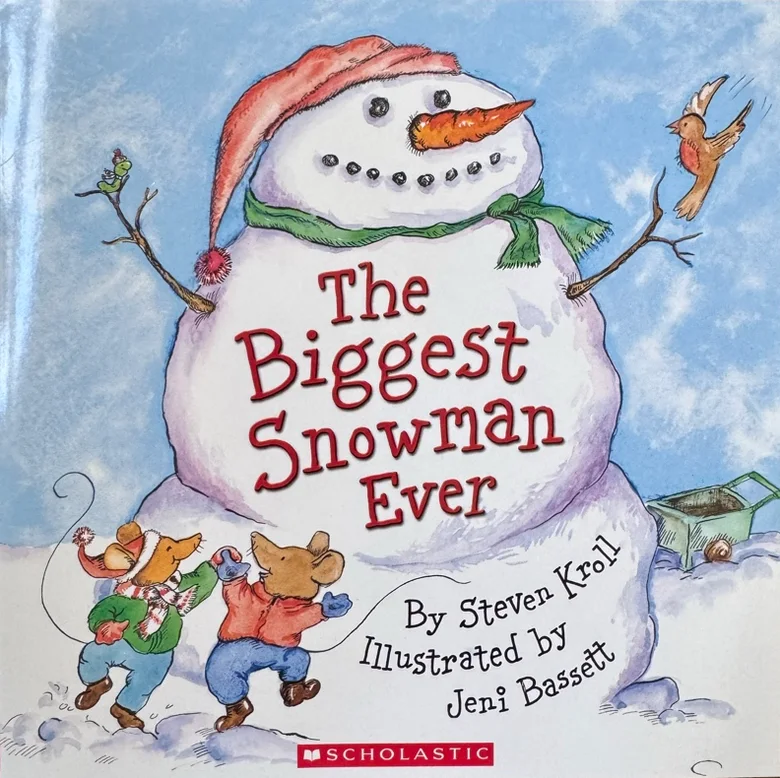 The
Biggest
Snowman
Ever
By Steven Kroll
Illustrated by
Jeni Bassett
SCHOLASTIC